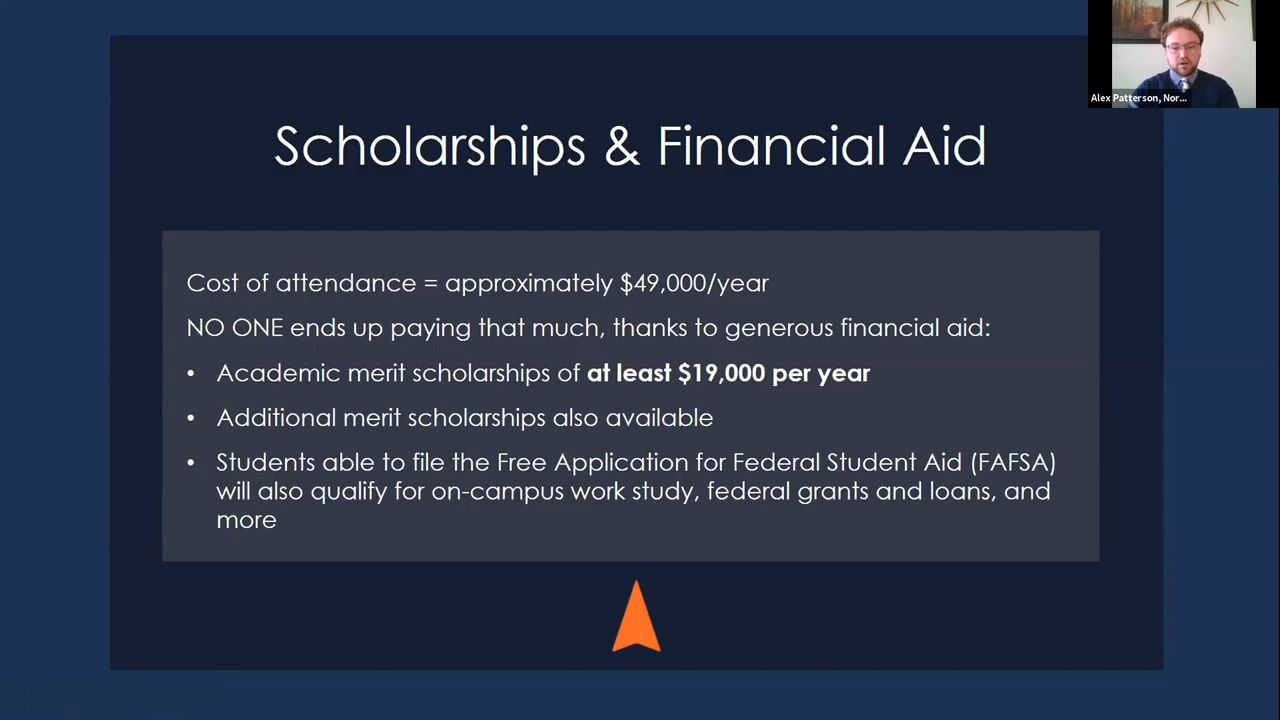 Alex Patterson, Nor...
Scholarships & Financial Aid
Cost of attendance = approximately $49,000/year
NO ONE ends up paying that much, thanks to generous financial aid:
• Academic merit scholarships of at least $19,000 per year
• Additional merit scholarships also available
• Students able to file the Free Application for Federal Student Aid (FAFSA)
will also qualify for on-campus work study, federal grants and loans, and
more